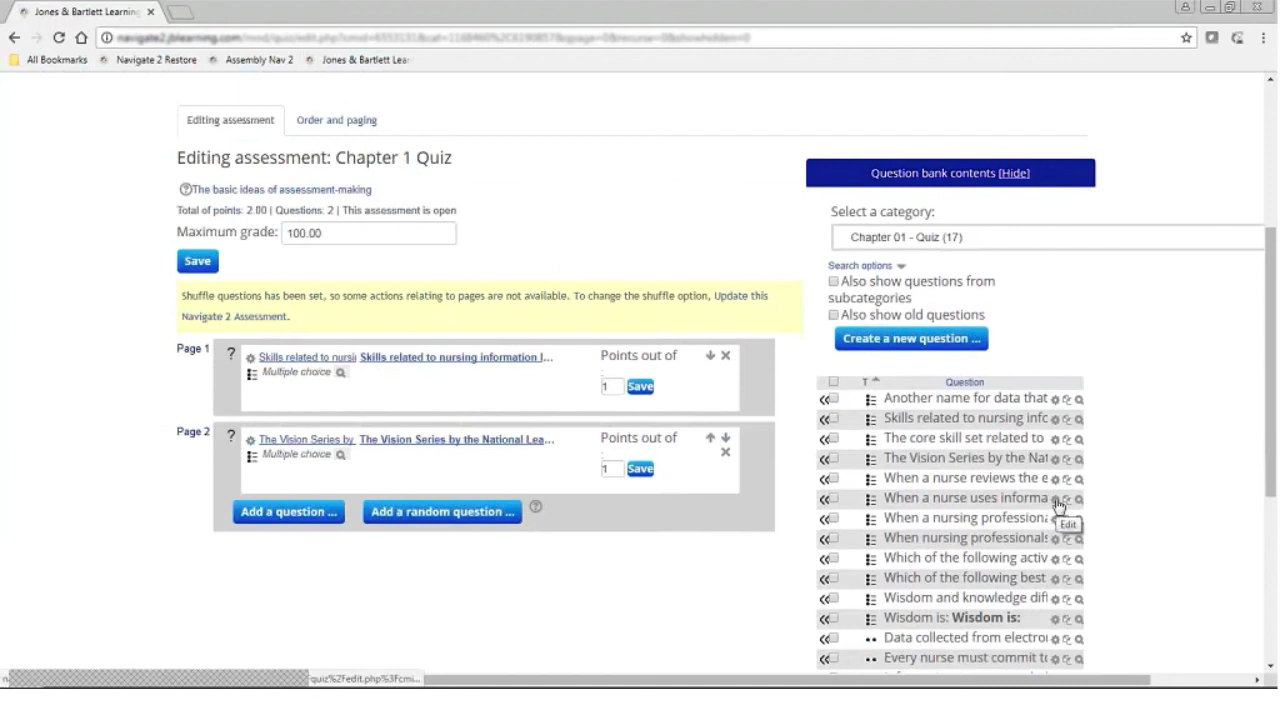 Jones & Bartlett Learning
All Bookmarks
Navigate 2 Restore
Assembly Nav 2
Jones & Bartlett Lear
Editing assessment
Order and paging
Editing assessment: Chapter 1 Quiz
The basic ideas of assessment-making
Total of points: 2.00 | Questions: 2 | This assessment is open
Maximum grade: 100.00
Save
Shuffle questions has been set, so some actions relating to pages are not available. To change the shuffle option, Update this
Navigate 2 Assessment.
Page 1
?
Skills related to nursi Skills related to nursing information l...
Multiple choice
Points out of
:
1 Save
Page 2
?
The Vision Series by The Vision Series by the National Lea...
Multiple choice
Points out of
:
1 Save
Add a question ...
Add a random question ...
Question bank contents [Hide]
Select a category:
Chapter 01 - Quiz (17)
Search options
Also show questions from
subcategories
Also show old questions
Create a new question ...
T Question
Another name for data that
Skills related to nursing info
The core skill set related to
The Vision Series by the Nat
When a nurse reviews the e
When a nurse uses informa
When a nursing professiona
Edit
When nursing professionals
Which of the following activ
Which of the following best
Wisdom and knowledge diff
Wisdom is: Wisdom is:
Data collected from electron
Every nurse must commit to
quiz%2Fedit.php%3Fcmi...